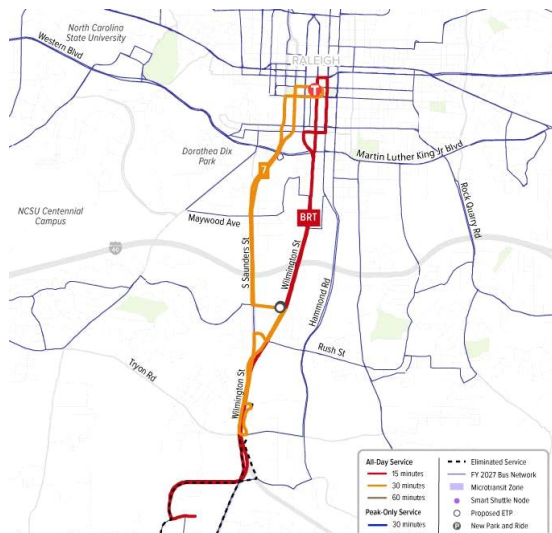 North Carolina
State University
Western Blvd
RALEIGH
T
Dorothea Dix
Park
Martin Luther King Jr Blvd
7
NCSU Centennial
Campus
Maywood Ave
BRT
Rock Quarry Rd
40
S Saunders St
Wilmington St
Hammond Rd
Rush St
Tryon Rd
Wilmington St
All-Day Service
15 minutes
30 minutes
60 minutes
Peak-Only Service
30 minutes
Eliminated Service
FY 2027 Bus Network
Microtransit Zone
Smart Shuttle Node
Proposed ETP
P New Park and Ride